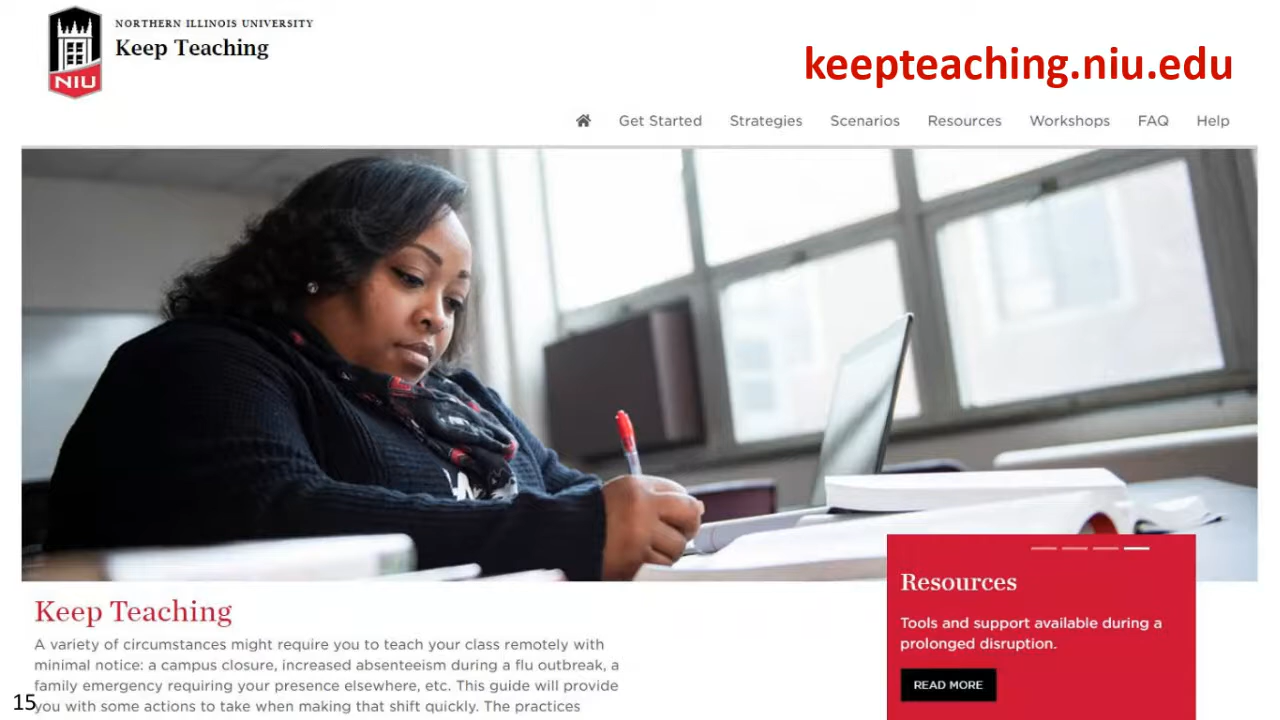 NORTHERN ILLINOIS UNIVERSITY
Keep Teaching
NIU
keepteaching.niu.edu
Get Started Strategies Scenarios Resources Workshops FAQ Help
Keep Teaching
A variety of circumstances might require you to teach your class remotely with
minimal notice: a campus closure, increased absenteeism during a flu outbreak, a
family emergency requiring your presence elsewhere, etc. This guide will provide
you with some actions to take when making that shift quickly. The practices
Resources
Tools and support available during a
prolonged disruption.
READ MORE
15